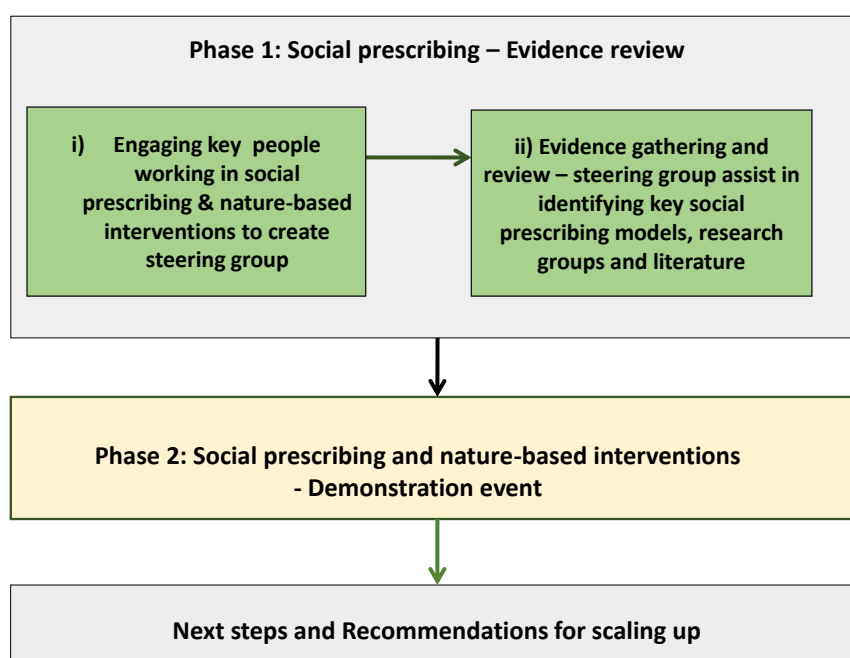 Phase 1: Social prescribing – Evidence review
i) Engaging key people
working in social
prescribing & nature-based
interventions to create
steering group
ii) Evidence gathering and
review – steering group assist in
identifying key social
prescribing models, research
groups and literature
Phase 2: Social prescribing and nature-based interventions
- Demonstration event
Next steps and Recommendations for scaling up